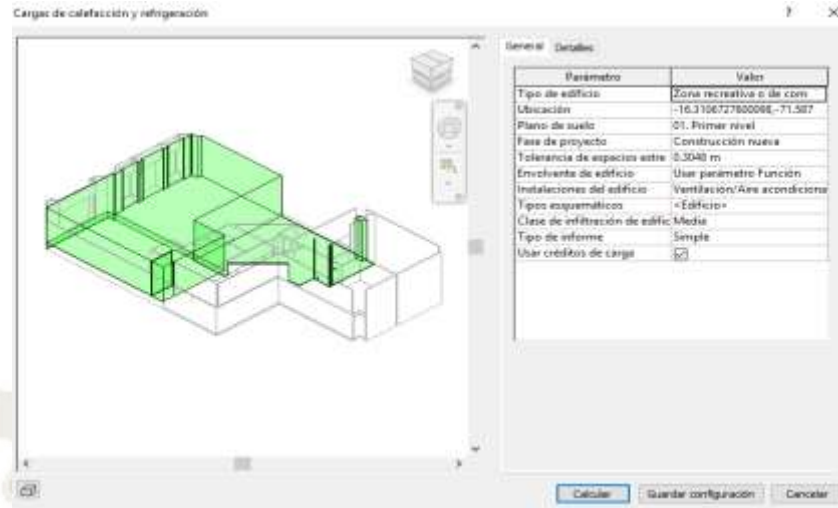 Cargas de calefacción y refrigeración ? ×
General Detalles
Parámetro Valor
Tipo de edificio Zona recreativa o de com
Ubicación -16.3106727600098,-71.587
Plano de suelo 01. Primer nivel
Fase de proyecto Construcción nueva
Tolerancia de espacios entre 0.3048 m
Envolvente de edificio Usar parámetro Función
Instalaciones del edificio Ventilación/Aire acondiciona
Tipos esquemáticos <Edificio>
Clase de infiltración de edific Media
Tipo de informe Simple
Usar créditos de carga
Calcular Guardar configuración Cancelar